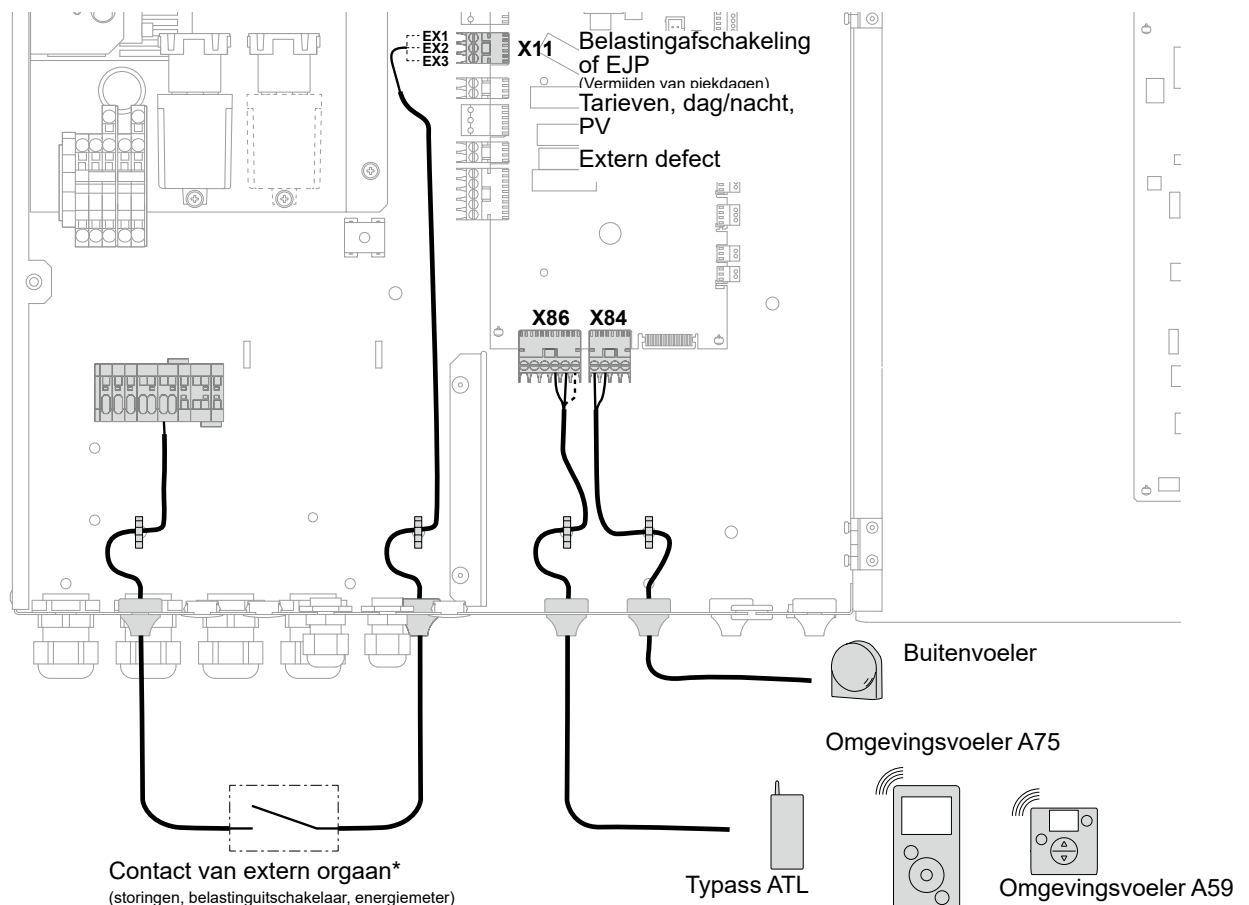 EX1
EX2
EX3
X11
Belastingafschakeling
of EJP
(Vermijden van piekdagen)
Tarieven, dag/nacht,
PV
Extern defect
X86
X84
Buitenvoeler
Omgevingsvoeler A75
Contact van extern orgaan*
(storingen, belastinguitschakelaar, energiemeter)
Typass ATL
Omgevingsvoeler A59